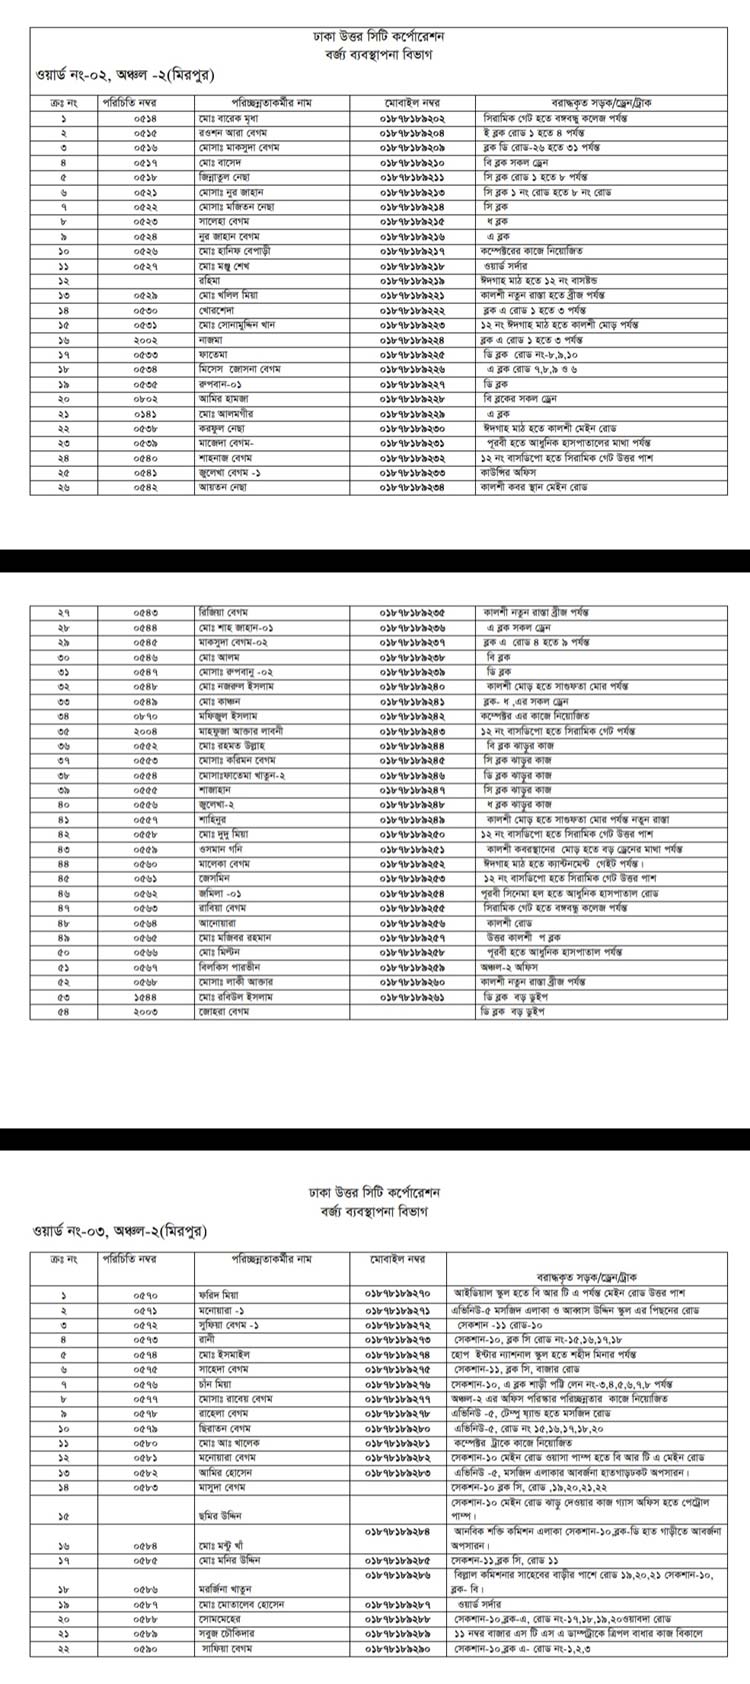 ঢাকা উত্তর সিটি কর্পোরেশন
বর্জ্য ব্যবস্থাপনা বিভাগ
ওয়ার্ড নং-০২, অঞ্চল -২(মিরপুর)
ক্রঃ নং পরিচিতি নম্বর পরিচ্ছন্নতাকর্মীর নাম মোবাইল নম্বর বরাদ্ধকৃত সড়ক/ড্রেন/ট্রাক
১ ০৫১৪ মোঃ বারেক মৃধা ০১৮৭৮১৮৯২০২ সিরামিক গেট হতে বঙ্গবন্ধু কলেজ পর্যন্ত
২ ০৫১৫ রওশন আরা বেগম ০১৮৭৮১৮৯২০৪ ই ব্লক রোড ১ হতে ৪ পর্যন্ত
৩ ০৫১৬ মোসাঃ মাকসুদা বেগম ০১৮৭৮১৮৯২০৯ ব্লক ডি রোড-২৬ হতে ৩১ পর্যন্ত
৪ ০৫১৭ মোঃ বাসেদ ০১৮৭৮১৮৯২১০ বি ব্লক সকল ড্রেন
৫ ০৫১৮ জিন্নাতুল নেছা ০১৮৭৮১৮৯২১১ সি ব্লক রোড ১ হতে ৮ পর্যন্ত
৬ ০৫২১ মোসাঃ নুর জাহান ০১৮৭৮১৮৯২১৩ সি ব্লক ১ নং রোড হতে ৮ নং রোড
৭ ০৫২২ মোসাঃ মজিতন নেছা ০১৮৭৮১৮৯২১৪ সি ব্লক
৮ ০৫২৩ সালেহা বেগম ০১৮৭৮১৮৯২১৫ ধ ব্লক
৯ ০৫২৪ নুর জাহান বেগম ০১৮৭৮১৮৯২১৬ এ ব্লক
১০ ০৫২৬ মোঃ হানিফ বেপাড়ী ০১৮৭৮১৮৯২১৭ কম্পেক্টরের কাজে নিয়োজিত
১১ ০৫২৭ মোঃ মঞ্জু শেখ ০১৮৭৮১৮৯২১৮ ওয়ার্ড সর্দার
১২ রহিমা ০১৮৭৮১৮৯২১৯ ঈদগাহ মাঠ হতে ১২ নং বাসষ্টন্ড
১৩ ০৫২৯ মোঃ খলিল মিয়া ০১৮৭৮১৮৯২২১ কালশী নতুন রাস্তা হতে ব্রীজ পর্যন্ত
১৪ ০৫৩০ খোরশেদা ০১৮৭৮১৮৯২২২ ব্লক এ রোড ১ হতে ৩ পর্যন্ত
১৫ ০৫৩১ মোঃ সোনামুদ্দিন খান ০১৮৭৮১৮৯২২৩ ১২ নং ঈদগাহ মাঠ হতে কালশী মোড় পর্যন্ত
১৬ ২০০২ নাজমা ০১৮৭৮১৮৯২২৪ ব্লক এ রোড ১ হতে ৩ পর্যন্ত
১৭ ০৫৩৩ ফাতেমা ০১৮৭৮১৮৯২২৫ ডি ব্লক রোড নং-৮,৯,১০
১৮ ০৫৩৪ মিসেস জোসনা বেগম ০১৮৭৮১৮৯২২৬ এ ব্লক রোড ৭,৮,৯ ও ৬
১৯ ০৫৩৫ রুপবান-০১ ০১৮৭৮১৮৯২২৭ ডি ব্লক
২০ ০৮০২ আমির হামজা ০১৮৭৮১৮৯২২৮ বি ব্লকের সকল ড্রেন
২১ ০১৪১ মোঃ আলমগীর ০১৮৭৮১৮৯২২৯ এ ব্লক
২২ ০৫৩৮ করফুল নেছা ০১৮৭৮১৮৯২৩০ ঈদগাহ মাঠ হতে কালশী মেইন রোড
২৩ ০৫৩৯ মাজেদা বেগম- ০১৮৭৮১৮৯২৩১ পূরবী হতে আধুনিক হাসপাতালের মাথা পর্যন্ত
২৪ ০৫৪০ শাহনাজ বেগম ০১৮৭৮১৮৯২৩২ ১২ নং বাসডিপো হতে সিরামিক গেট উত্তর পাশ
২৫ ০৫৪১ জুলেখা বেগম -১ ০১৮৭৮১৮৯২৩৩ কাউন্সির অফিস
২৬ ০৫৪২ আয়তন নেছা ০১৮৭৮১৮৯২৩৪ কালশী কবর স্থান মেইন রোড
২৭ ০৫৪৩ রিজিয়া বেগম ০১৮৭৮১৮৯২৩৫ কালশী নতুন রাস্তা ব্রীজ পর্যন্ত
২৮ ০৫৪৪ মোঃ শাহ জাহান-০১ ০১৮৭৮১৮৯২৩৬ এ ব্লক সকল ড্রেন
২৯ ০৫৪৫ মাকসুদা বেগম-০২ ০১৮৭৮১৮৯২৩৭ ব্লক এ রোড ৪ হতে ৯ পর্যন্ত
৩০ ০৫৪৬ মোঃ আলম ০১৮৭৮১৮৯২৩৮ বি ব্লক
৩১ ০৫৪৭ মোসাঃ রুপবানু -০২ ০১৮৭৮১৮৯২৩৯ ডি ব্লক
৩২ ০৫৪৮ মোঃ নজরুল ইসলাম ০১৮৭৮১৮৯২৪০ কালশী মোড় হতে সাগুফতা মোর পর্যন্ত
৩৩ ০৫৪৯ মোঃ কাঞ্চন ০১৮৭৮১৮৯২৪১ ব্লক- ধ ,এর সকল ড্রেন
৩৪ ০৮৭০ মফিজুল ইসলাম ০১৮৭৮১৮৯২৪২ কম্পেক্টর এর কাজে নিয়োজিত
৩৫ ২০০৪ মাহফুজা আক্তার লাবনী ০১৮৭৮১৮৯২৪৩ ১২ নং বাসডিপো হতে সিরামিক গেট পর্যন্ত
৩৬ ০৫৫২ মোঃ রহমত উল্লাহ ০১৮৭৮১৮৯২৪৪ বি ব্লক ঝাড়ুর কাজ
৩৭ ০৫৫৩ মোসাঃ করিমন বেগম ০১৮৭৮১৮৯২৪৫ সি ব্লক ঝাড়ুর কাজ
৩৮ ০৫৫৪ মোসাঃফাতেমা খাতুন-২ ০১৮৭৮১৮৯২৪৬ ডি ব্লক ঝাড়ুর কাজ
৩৯ ০৫৫৫ শাজাহান ০১৮৭৮১৮৯২৪৭ সি ব্লক ঝাড়ুর কাজ
৪০ ০৫৫৬ জুলেখা-২ ০১৮৭৮১৮৯২৪৮ ধ ব্লক ঝাড়ুর কাজ
৪১ ০৫৫৭ শাহিনুর ০১৮৭৮১৮৯২৪৯ কালশী মোড় হতে সাগুফতা মোর পর্যন্ত নতুন রাস্তা
৪২ ০৫৫৮ মোঃ দুদু মিয়া ০১৮৭৮১৮৯২৫০ ১২ নং বাসডিপো হতে সিরামিক গেট উত্তর পাশ
৪৩ ০৫৫৯ ওসমান গনি ০১৮৭৮১৮৯২৫১ কালশী কবরস্থানের মোড় হতে বড় ড্রেনের মাথা পর্যন্ত
৪৪ ০৫৬০ মালেকা বেগম ০১৮৭৮১৮৯২৫২ ঈদগাহ মাঠ হতে ক্যান্টনমেন্ট গেইট পর্যন্ত।
৪৫ ০৫৬১ জেসমিন ০১৮৭৮১৮৯২৫৩ ১২ নং বাসডিপো হতে সিরামিক গেট উত্তর পাশ
৪৬ ০৫৬২ জমিলা -০১ ০১৮৭৮১৮৯২৫৪ পূরবী সিনেমা হল হতে আধুনিক হাসপাতাল রোড
৪৭ ০৫৬৩ রাবিয়া বেগম ০১৮৭৮১৮৯২৫৫ সিরামিক গেট হতে বঙ্গবন্ধু কলেজ পর্যন্ত
৪৮ ০৫৬৪ আনোয়ারা ০১৮৭৮১৮৯২৫৬ কালশী রোড
৪৯ ০৫৬৫ মোঃ মজিবর রহমান ০১৮৭৮১৮৯২৫৭ উত্তর কালশী প ব্লক
৫০ ০৫৬৬ মোঃ মিল্টন ০১৮৭৮১৮৯২৫৮ পূরবী হতে আধুনিক হাসপাতাল পর্যন্ত
৫১ ০৫৬৭ বিলকিস পারভীন ০১৮৭৮১৮৯২৫৯ অঞ্চল-২ অফিস
৫২ ০৫৬৮ মোসাঃ লাকী আক্তার ০১৮৭৮১৮৯২৬০ কালশী নতুন রাস্তা ব্রীজ পর্যন্ত
৫৩ ১৫৪৪ মোঃ রবিউল ইসলাম ০১৮৭৮১৮৯২৬১ ডি ব্লক বড় ডুইপ
৫৪ ২০০৩ জোহরা বেগম ডি ব্লক বড় ডুইপ
ঢাকা উত্তর সিটি কর্পোরেশন
বর্জ্য ব্যবস্থাপনা বিভাগ
ওয়ার্ড নং-০৩, অঞ্চল-২(মিরপুর)
ক্রঃ নং পরিচিতি নম্বর পরিচ্ছন্নতাকর্মীর নাম মোবাইল নম্বর
বরাদ্ধকৃত সড়ক/ড্রেন/ট্রাক
১ ০৫৭০ ফরিদ মিয়া ০১৮৭৮১৮৯২৭০ আইডিয়াল স্কুল হতে বি আর টি এ পর্যন্ত মেইন রোড উত্তর পাশ
২ ০৫৭১ মনোয়ারা -১ ০১৮৭৮১৮৯২৭১ এভিনিউ-৫ মসজিদ এলাকা ও আব্বাস উদ্দিন স্কুল এর পিছনের রোড
৩ ০৫৭২ সুফিয়া বেগম -১ ০১৮৭৮১৮৯২৭২ সেকশান -১১ রোড-১০
৪ ০৫৭৩ রানী ০১৮৭৮১৮৯২৭৩ সেকশান-১০, ব্লক সি রোড নং-১৫,১৬,১৭,১৮
৫ ০৫৭৪ মোঃ ইসমাইল ০১৮৭৮১৮৯২৭৪ হোপ ইন্টার ন্যাশনাল স্কুল হতে শহীদ মিনার পর্যন্ত
৬ ০৫৭৫ সাহেদা বেগম ০১৮৭৮১৮৯২৭৫ সেকশান-১১, ব্লক সি, বাজার রোড
৭ ০৫৭৬ চাঁন মিয়া ০১৮৭৮১৮৯২৭৬ সেকশান-১০, এ ব্লক শাড়ী পট্টি লেন নং-৩,৪,৫,৬,৭,৮ পর্যন্ত
৮ ০৫৭৭ মোসাঃ রাবেয় বেগম ০১৮৭৮১৮৯২৭৭ অঞ্চল-২ এর অফিস পরিস্কার পরিচ্ছন্নতার কাজে নিয়োজিত
৯ ০৫৭৮ রাহেলা বেগম ০১৮৭৮১৮৯২৭৮ এভিনিউ -৫, টেম্পু ষ্ট্যান্ড হতে মসজিদ রোড
১০ ০৫৭৯ ছিরাতন বেগম ০১৮৭৮১৮৯২৭৯ এভিনিউ-৫, রোড নং ১৫,১৬,১৭,১৮,২০
১১ ০৫৮০ মোঃ আঃ খালেক ০১৮৭৮১৮৯২৮১ কম্পেক্টর ট্রাকে কাজে নিয়োজিত
১২ ০৫৮১ মনোয়ারা বেগম ০১৮৭৮১৮৯২৮২ সেকশান-১০ মেইন রোড ওয়াসা পাম্প হতে বি আর টি এ মেইন রোড
১৩ ০৫৮২ আমির হোসেন ০১৮৭৮১৮৯২৮৩ এভিনিউ -৫, মসজিদ এলাকার আবর্জনা হাতগাড়ঢকট অপসারন।
১৪ ০৫৮৩ মাসুদা বেগম সেকশান-১০ ব্লক সি, রোড ,১৯,২০,২১,২২
১৫ ছমির উদ্দিন সেকশান-১০ মেইন রোড ঝাড়ু দেওয়ার কাজ গ্যাস অফিস হতে পেট্রোল
পাম্প।
১৬ ০৫৮৪ মোঃ মন্টু খাঁ ০১৮৭৮১৮৯২৮৪ আনবিক শক্তি কমিশন এলাকা সেকশান-১০,ব্লক-ডি হাত গাড়ীতে আবর্জনা
অপসারন।
১৭ ০৫৮৫ মোঃ মনির উদ্দিন ০১৮৭৮১৮৯২৮৫ সেকশন-১১,ব্লক সি, রোড ১১
১৮ ০৫৮৬ মরর্জিনা খাতুন ০১৮৭৮১৮৯২৮৬ বিল্লাল কমিশনার সাহেবের বাড়ীর পাশে রোড ১৯,২০,২১ সেকশান-১০,
ব্লক- বি।
১৯ ০৫৮৭ মোঃ মোতালেব হোসেন ০১৮৭৮১৮৯২৮৭ ওয়ার্ড সর্দার
২০ ০৫৮৮ সোমমেহের ০১৮৭৮১৮৯২৮৮ সেকশান-১০,ব্লক-এ, রোড নং-১৭,১৮,১৯,২০ওয়াবদা রোড
২১ ০৫৮৯ সবুজ চৌকিদার ০১৮৭৮১৮৯২৮৯ ১১ নম্বর বাজার এস টি এস এ ডাম্পট্রাকে ত্রিপল বাধার কাজ বিকালে
২২ ০৫৯০ সাফিয়া বেগম ০১৮৭৮১৮৯২৯০ সেকশান-১০,ব্লক এ- রোড নং-১,২,৩